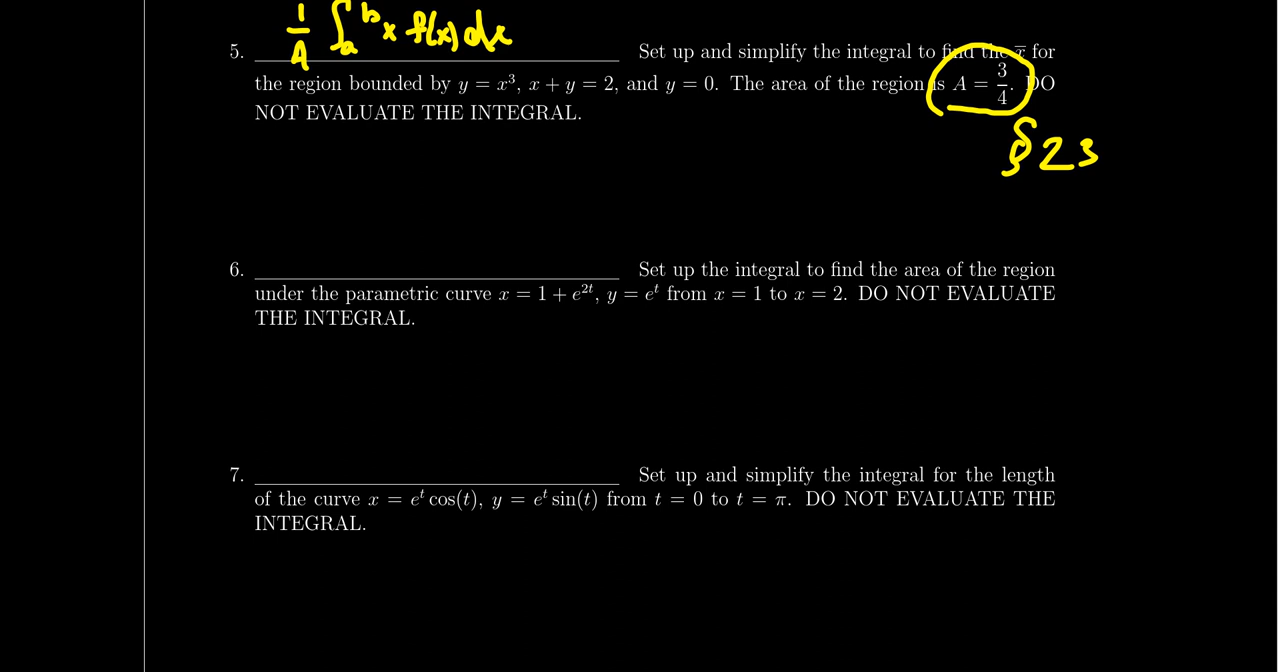 1/A ∫_a^b x f(x) dx
5. ____________________ Set up and simplify the integral to find the x̄ for
the region bounded by y = x³, x + y = 2, and y = 0. The area of the region is A = 3/4. DO
NOT EVALUATE THE INTEGRAL.
§23
6. ____________________ Set up the integral to find the area of the region
under the parametric curve x = 1 + e^{2t}, y = e^t from x = 1 to x = 2. DO NOT EVALUATE
THE INTEGRAL.
7. ____________________ Set up and simplify the integral for the length
of the curve x = e^t cos(t), y = e^t sin(t) from t = 0 to t = π. DO NOT EVALUATE THE
INTEGRAL.